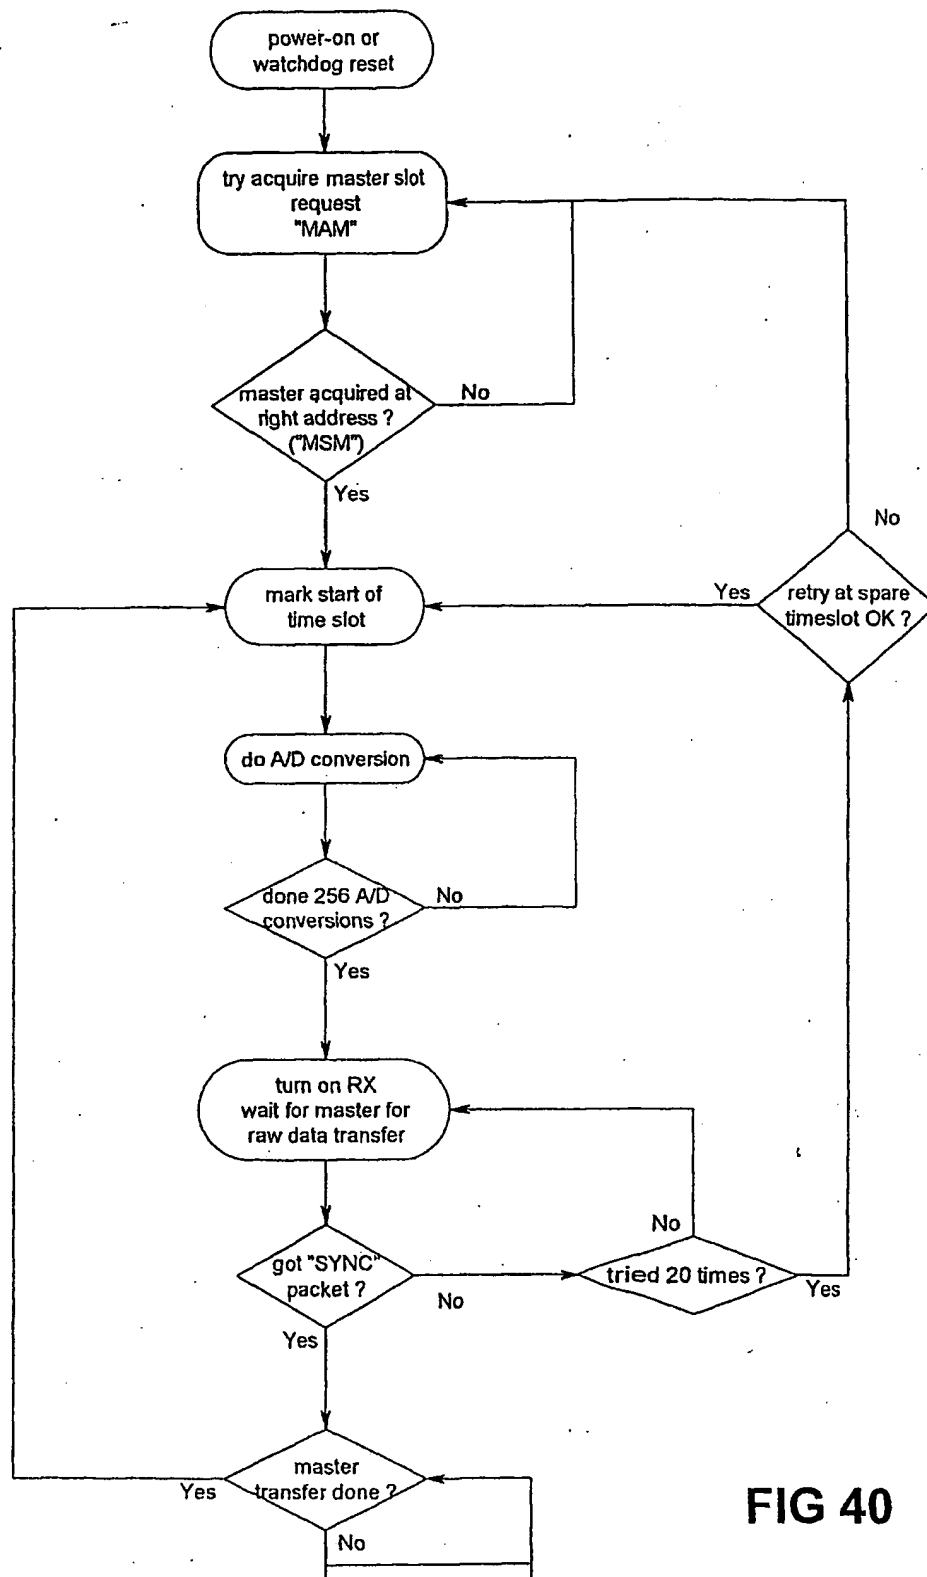 power-on or
watchdog reset
try acquire master slot
request
"MAM"
master acquired at
right address ?
("MSM")
No
Yes
No
mark start of
time slot
Yes
retry at spare
timeslot OK ?
do A/D conversion
done 256 A/D
conversions ?
No
Yes
turn on RX
wait for master for
raw data transfer
No
got "SYNC"
packet ?
No
tried 20 times ?
Yes
Yes
master
transfer done ?
Yes
No
FIG 40